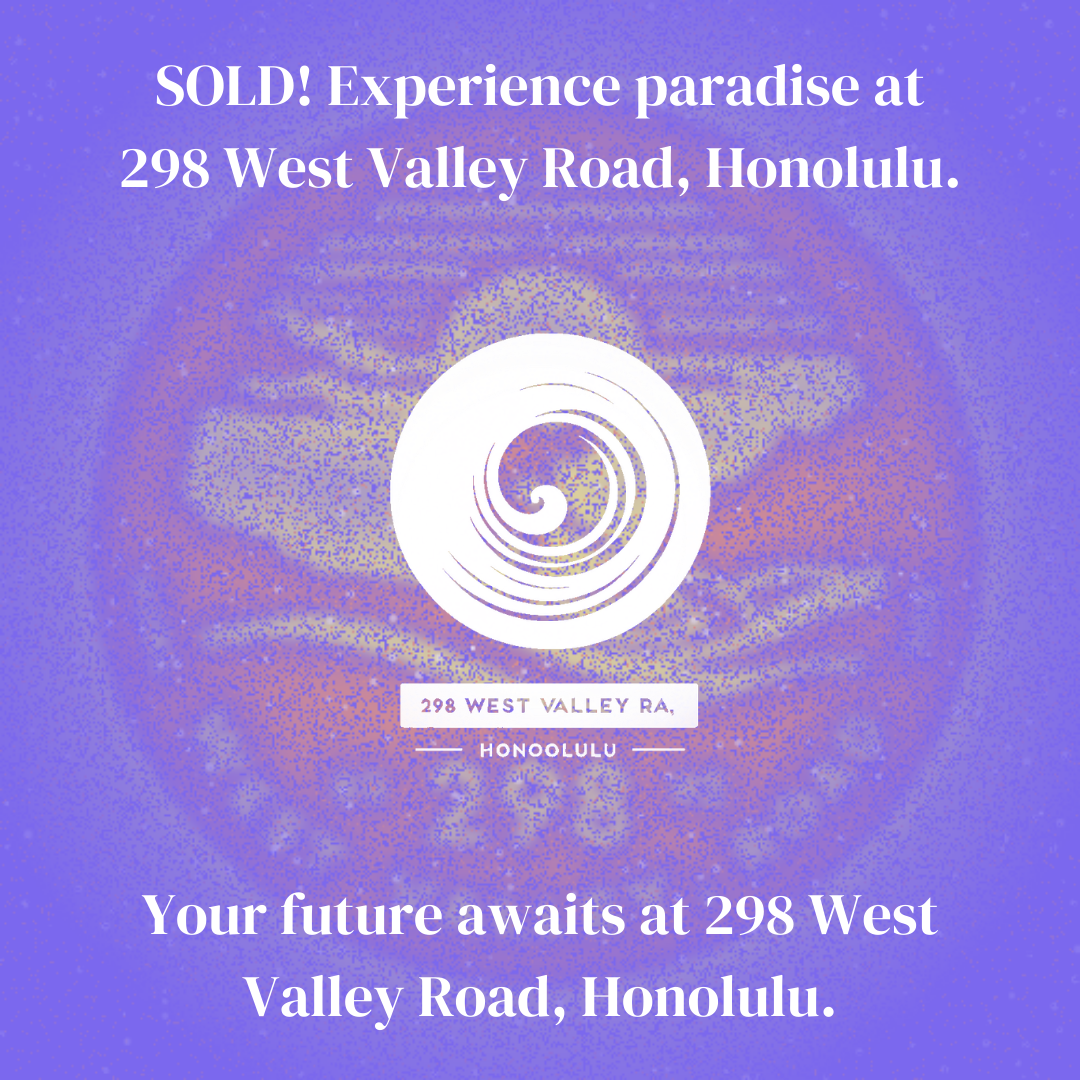 SOLD! Experience paradise at
298 West Valley Road, Honolulu.
298 WEST VALLEY RA,
HONOOLULU
298
Your future awaits at 298 West
Valley Road, Honolulu.